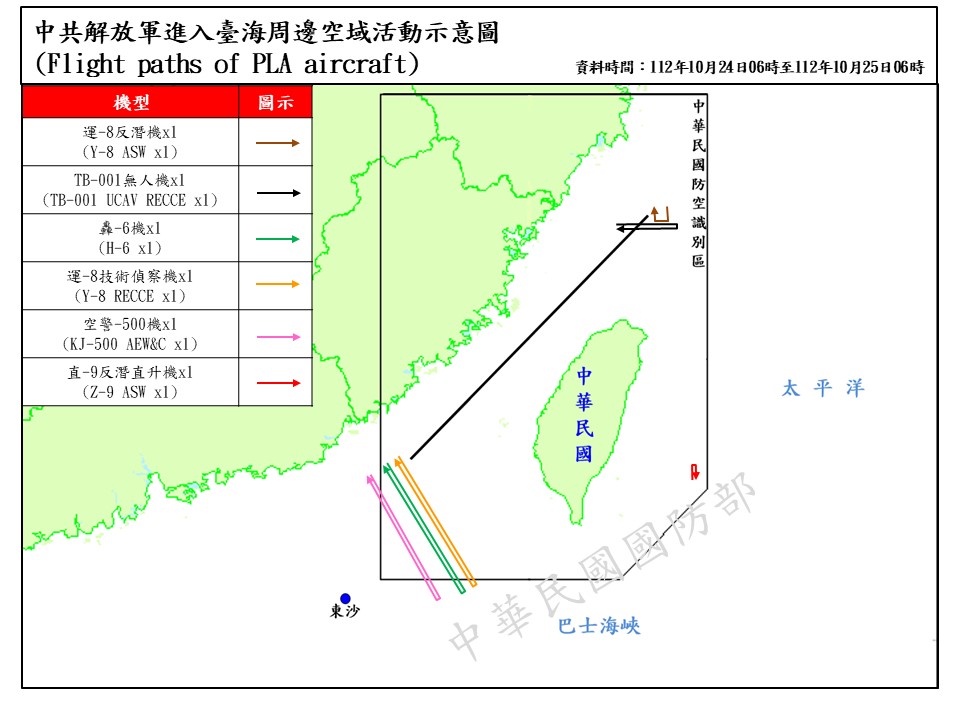 中共解放軍進入臺海周邊空域活動示意圖
(Flight paths of PLA aircraft)
資料時間：112年10月24日06時至112年10月25日06時
機型
圖示
運-8反潛機x1
(Y-8 ASW x1)
TB-001無人機x1
(TB-001 UCAV RECCE x1)
轟-6機x1
(H-6 x1)
運-8技術偵察機x1
(Y-8 RECCE x1)
空警-500機x1
(KJ-500 AEW&C x1)
直-9反潛直升機x1
(Z-9 ASW x1)
中華民國防空識別區
中華民國
太平洋
東沙
巴士海峽
中華民國國防部